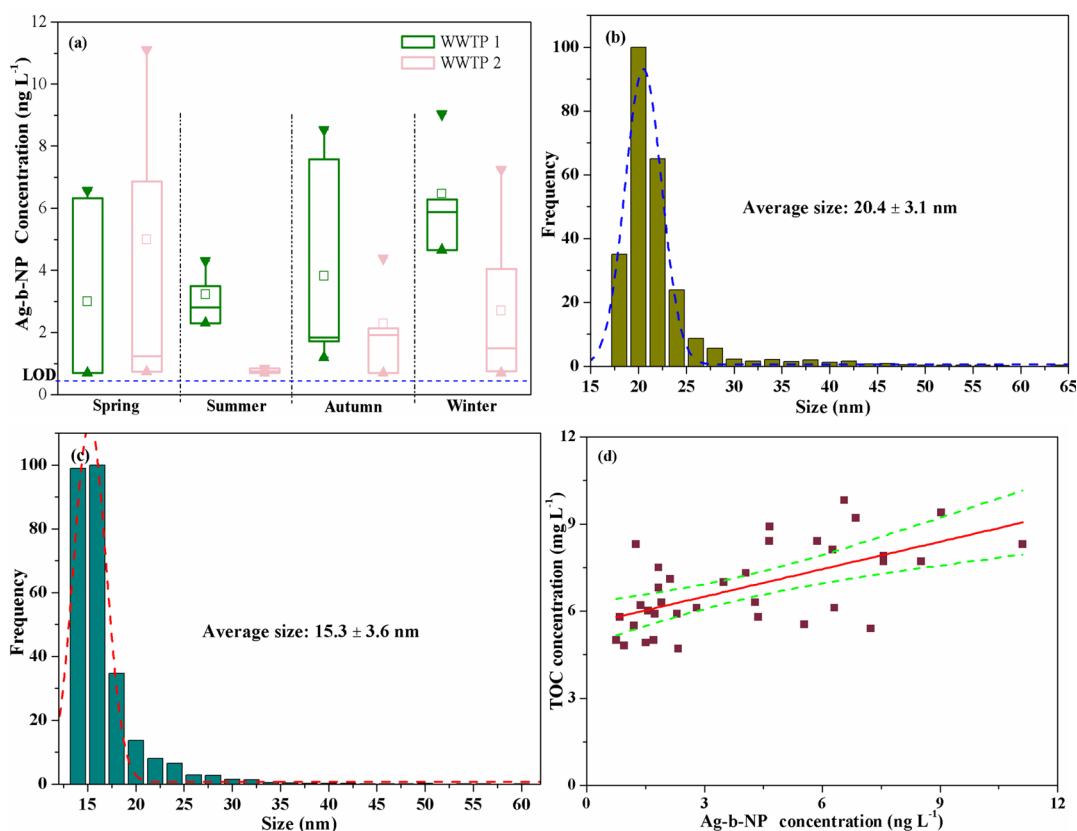 (a)
WWTP 1
WWTP 2
Ag-b-NP Concentration (ng L⁻¹)
12
10
8
6
4
2
LOD
0
Spring
Summer
Autumn
Winter
(b)
Frequency
100
80
60
40
20
0
Average size: 20.4 ± 3.1 nm
15 20 25 30 35 40 45 50 55 60 65
Size (nm)
(c)
Frequency
100
80
60
40
20
0
Average size: 15.3 ± 3.6 nm
15 20 25 30 35 40 45 50 55 60
Size (nm)
(d)
TOC concentration (mg L⁻¹)
12
9
6
3
0
0 3 6 9 12
Ag-b-NP concentration (ng L⁻¹)